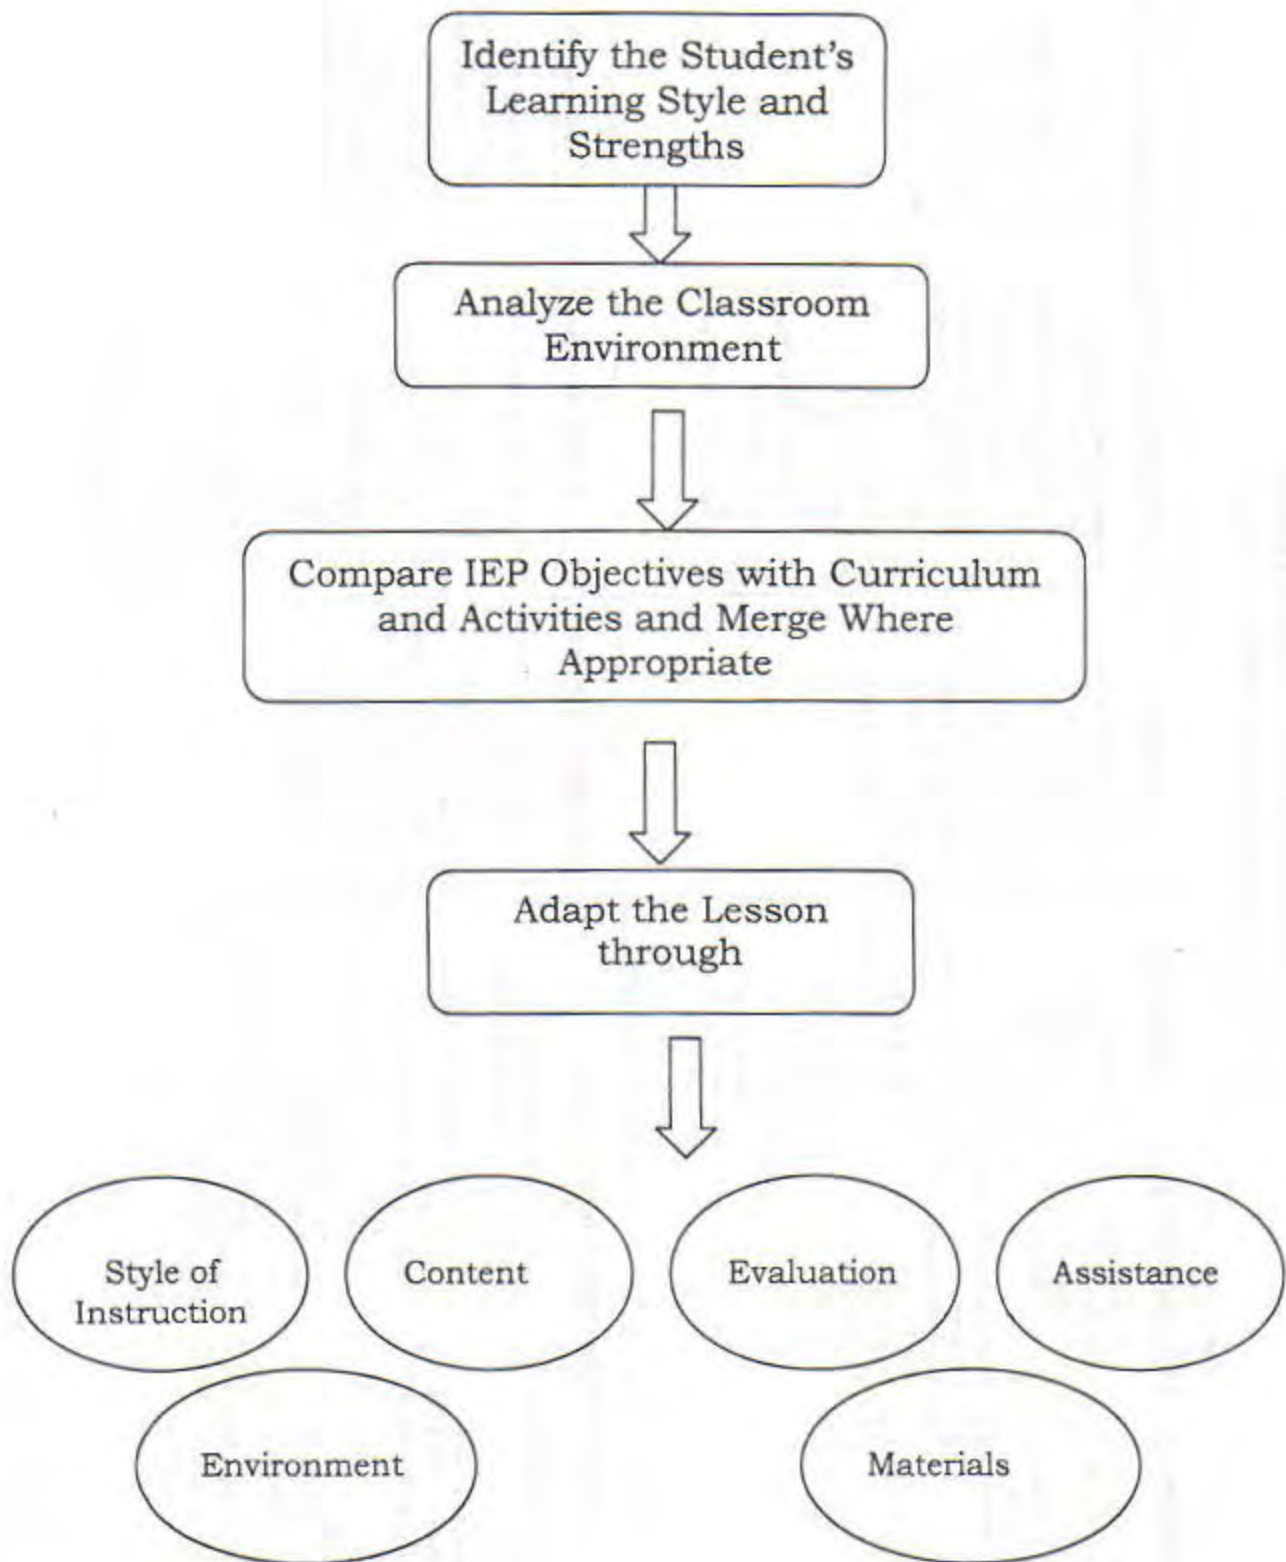 Identify the Student's
Learning Style and
Strengths
Analyze the Classroom
Environment
Compare IEP Objectives with Curriculum
and Activities and Merge Where
Appropriate
Adapt the Lesson
through
Style of
Instruction
Content
Evaluation
Assistance
Environment
Materials